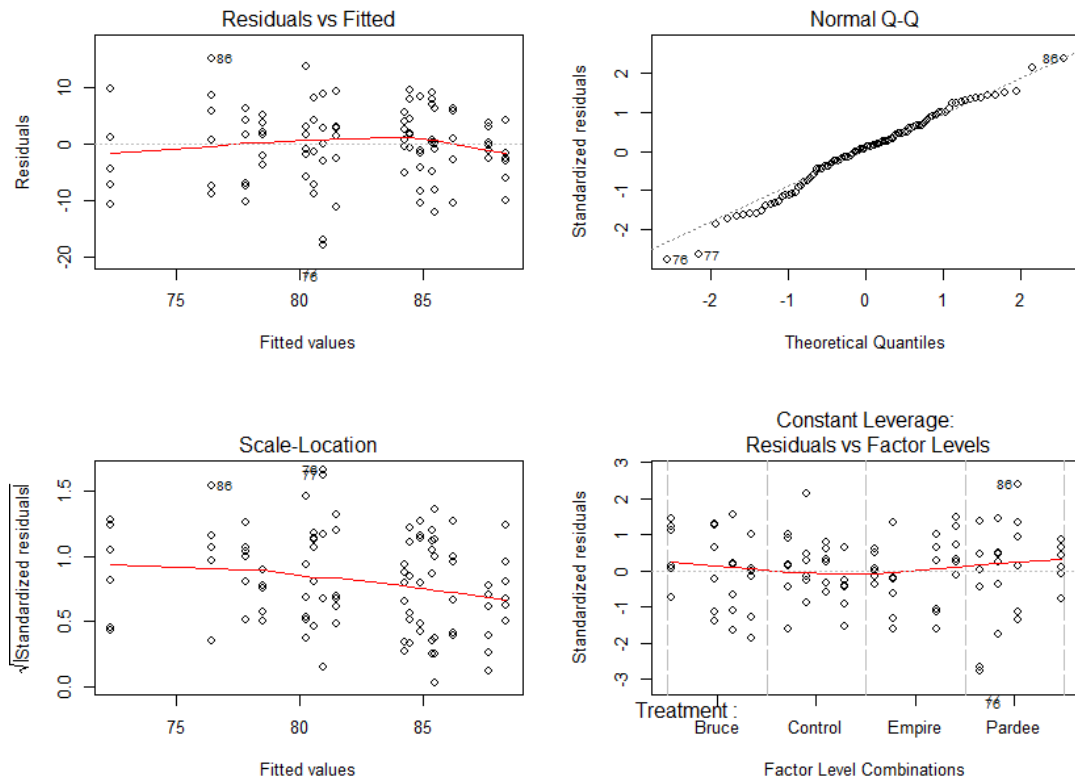 Residuals vs Fitted
Residuals
10
0
-10
-20
86
77
76
75
80
85
Fitted values
Normal Q-Q
Standardized residuals
2
1
0
-1
-2
86
76
77
-2
-1
0
1
2
Theoretical Quantiles
Scale-Location
√|Standardized residuals|
1.5
1.0
0.5
0.0
86
76
77
75
80
85
Fitted values
Constant Leverage:
Residuals vs Factor Levels
Standardized residuals
3
2
1
0
-1
-2
-3
86
77
76
Treatment :
Bruce
Control
Empire
Pardee
Factor Level Combinations